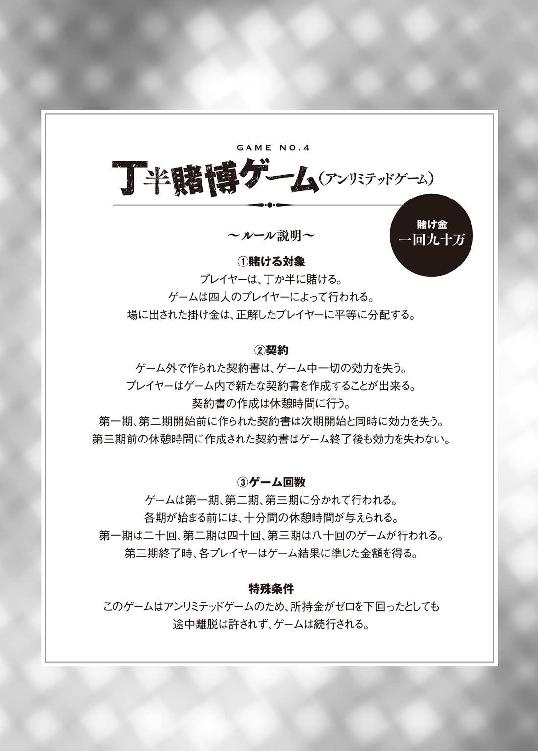 GAME NO.4
丁半賭博ゲーム(アンリミテッドゲーム)
賭け金
一回九十万
～ルール説明～
①賭ける対象
プレイヤーは、丁か半に賭ける。
ゲームは四人のプレイヤーによって行われる。
場に出された掛け金は、正解したプレイヤーに平等に分配する。
②契約
ゲーム外で作られた契約書は、ゲーム中一切の効力を失う。
プレイヤーはゲーム内で新たな契約書を作成することが出来る。
契約書の作成は休憩時間に行う。
第一期、第二期開始前に作られた契約書は次期開始と同時に効力を失う。
第三期前の休憩時間に作成された契約書はゲーム終了後も効力を失わない。
③ゲーム回数
ゲームは第一期、第二期、第三期に分かれて行われる。
各期が始まる前には、十分間の休憩時間が与えられる。
第一期は二十回、第二期は四十回、第三期は八十回のゲームが行われる。
第三期終了時、各プレイヤーはゲーム結果に準じた金額を得る。
特殊条件
このゲームはアンリミテッドゲームのため、所持金がゼロを下回ったとしても
途中離脱は許されず、ゲームは続行される。